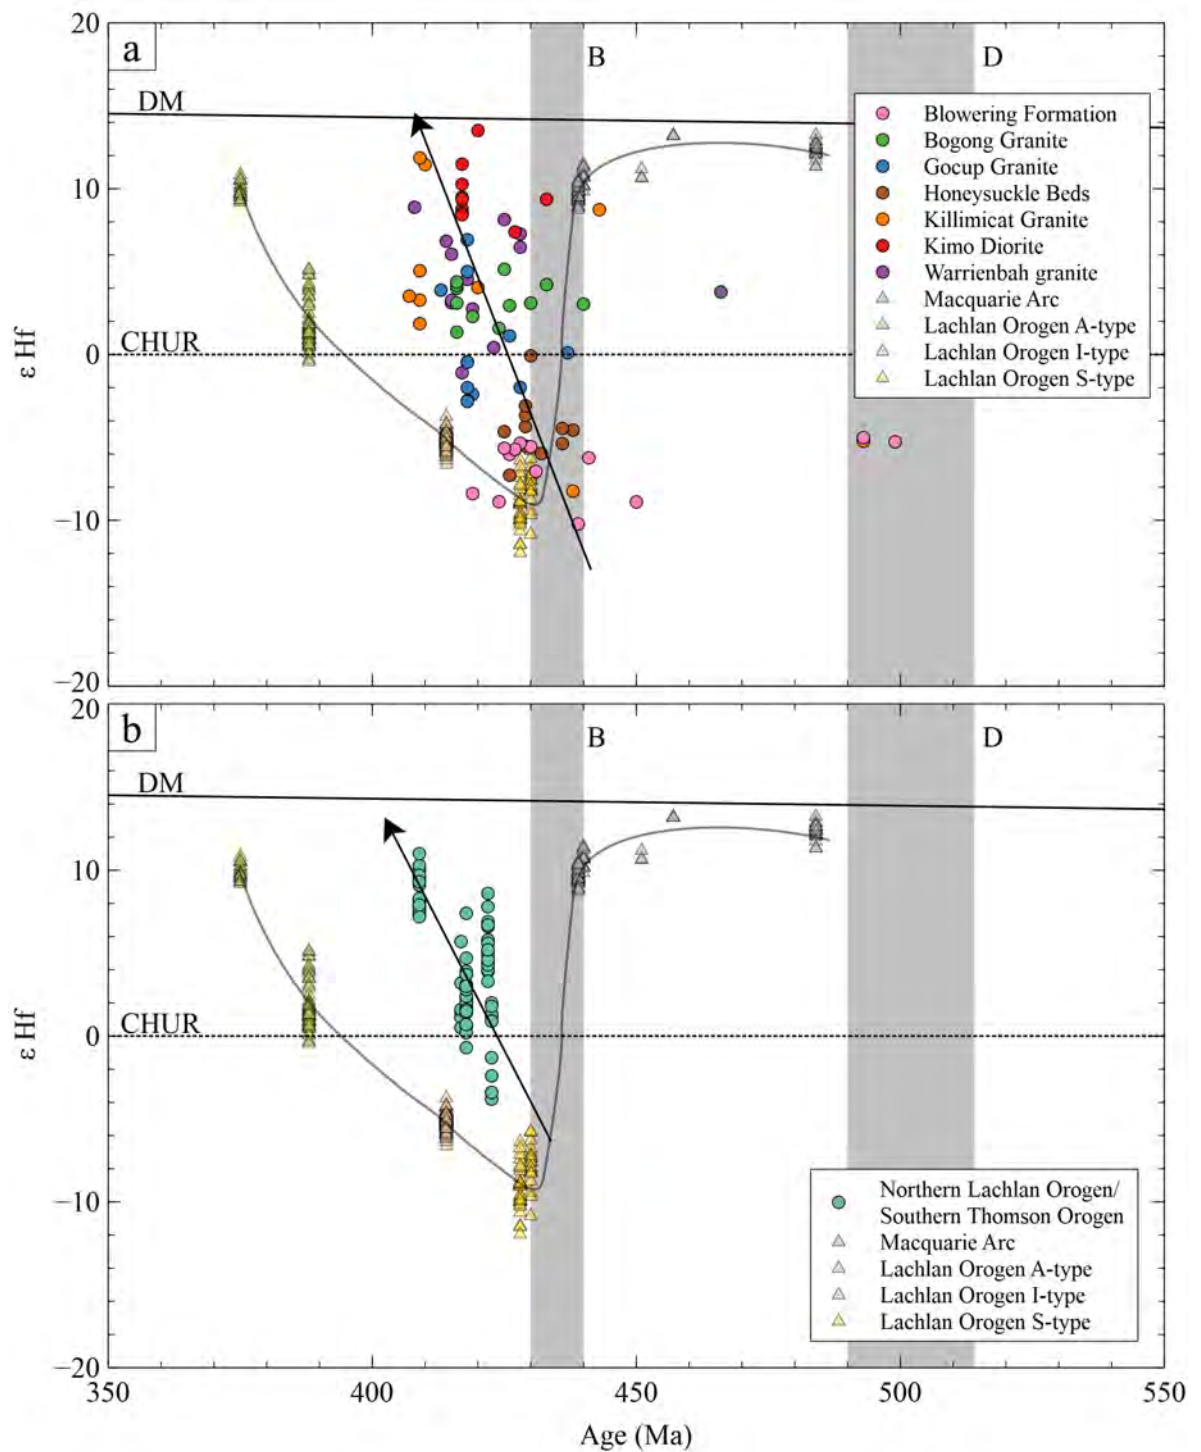 20
a
B
D
DM
10
ε Hf
CHUR
0
−10
−20
Blowering Formation
Bogong Granite
Gocup Granite
Honeysuckle Beds
Killimicat Granite
Kimo Diorite
Warrienbah granite
Macquarie Arc
Lachlan Orogen A-type
Lachlan Orogen I-type
Lachlan Orogen S-type
20
b
B
D
DM
10
ε Hf
CHUR
0
−10
−20
Northern Lachlan Orogen/
Southern Thomson Orogen
Macquarie Arc
Lachlan Orogen A-type
Lachlan Orogen I-type
Lachlan Orogen S-type
350 400 450 500 550
Age (Ma)